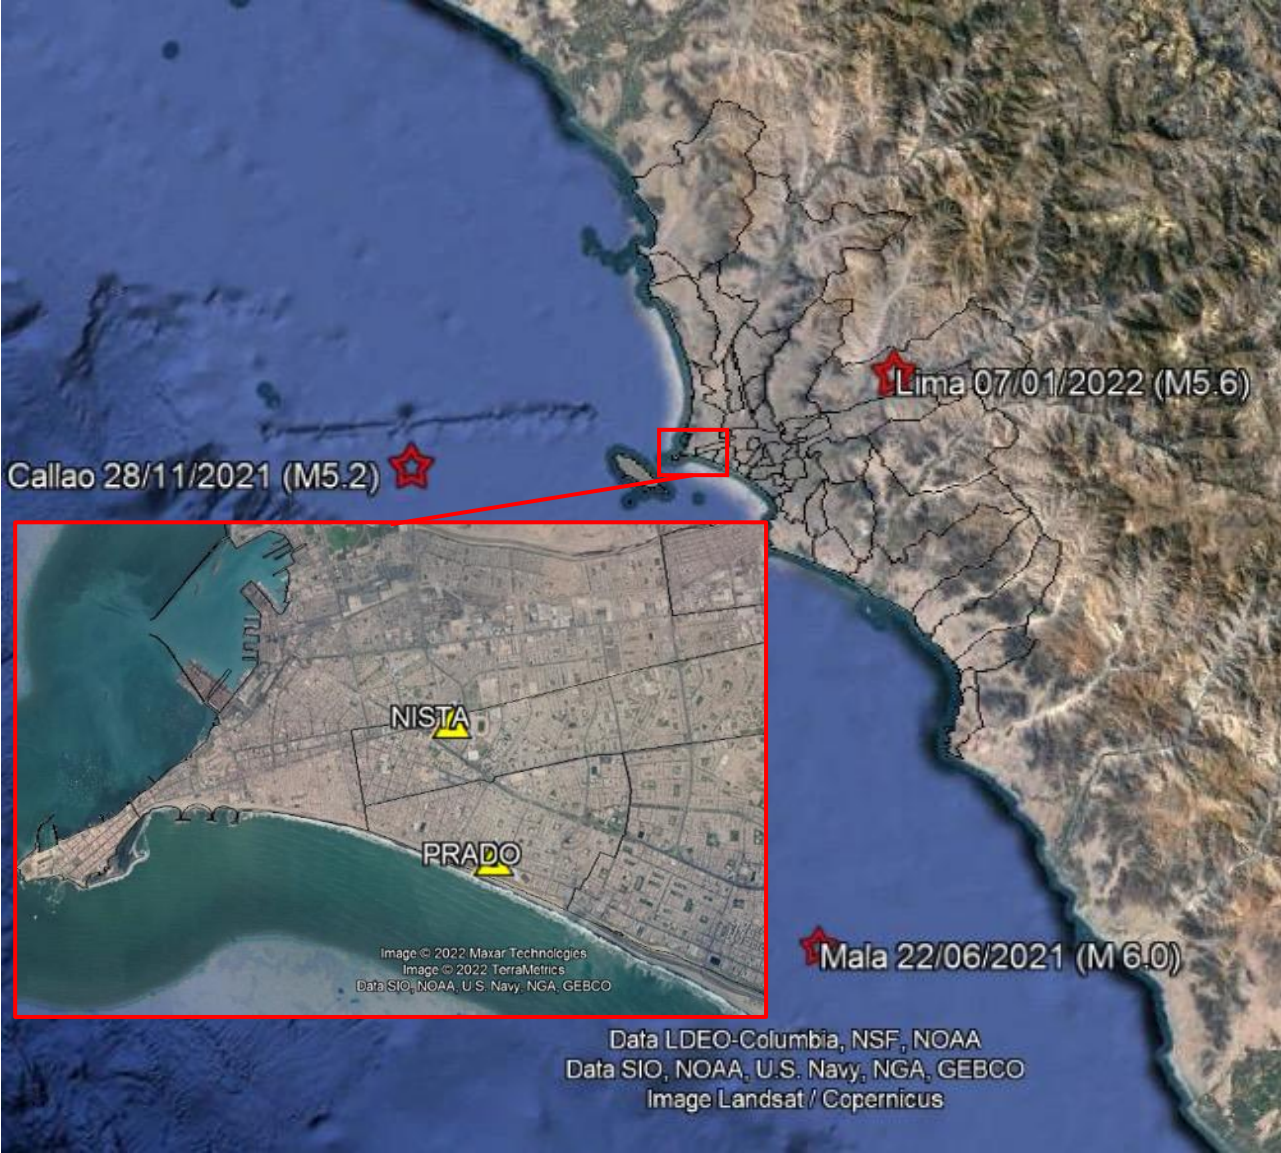 Lima 07/01/2022 (M5.6)
Callao 28/11/2021 (M5.2)
NISTA
PRADO
Image © 2022 Maxar Technologies
Image © 2022 TerraMetrics
Data SIO, NOAA, U.S. Navy, NGA, GEBCO
Mala 22/06/2021 (M 6.0)
Data LDEO-Columbia, NSF, NOAA
Data SIO, NOAA, U.S. Navy, NGA, GEBCO
Image Landsat / Copernicus